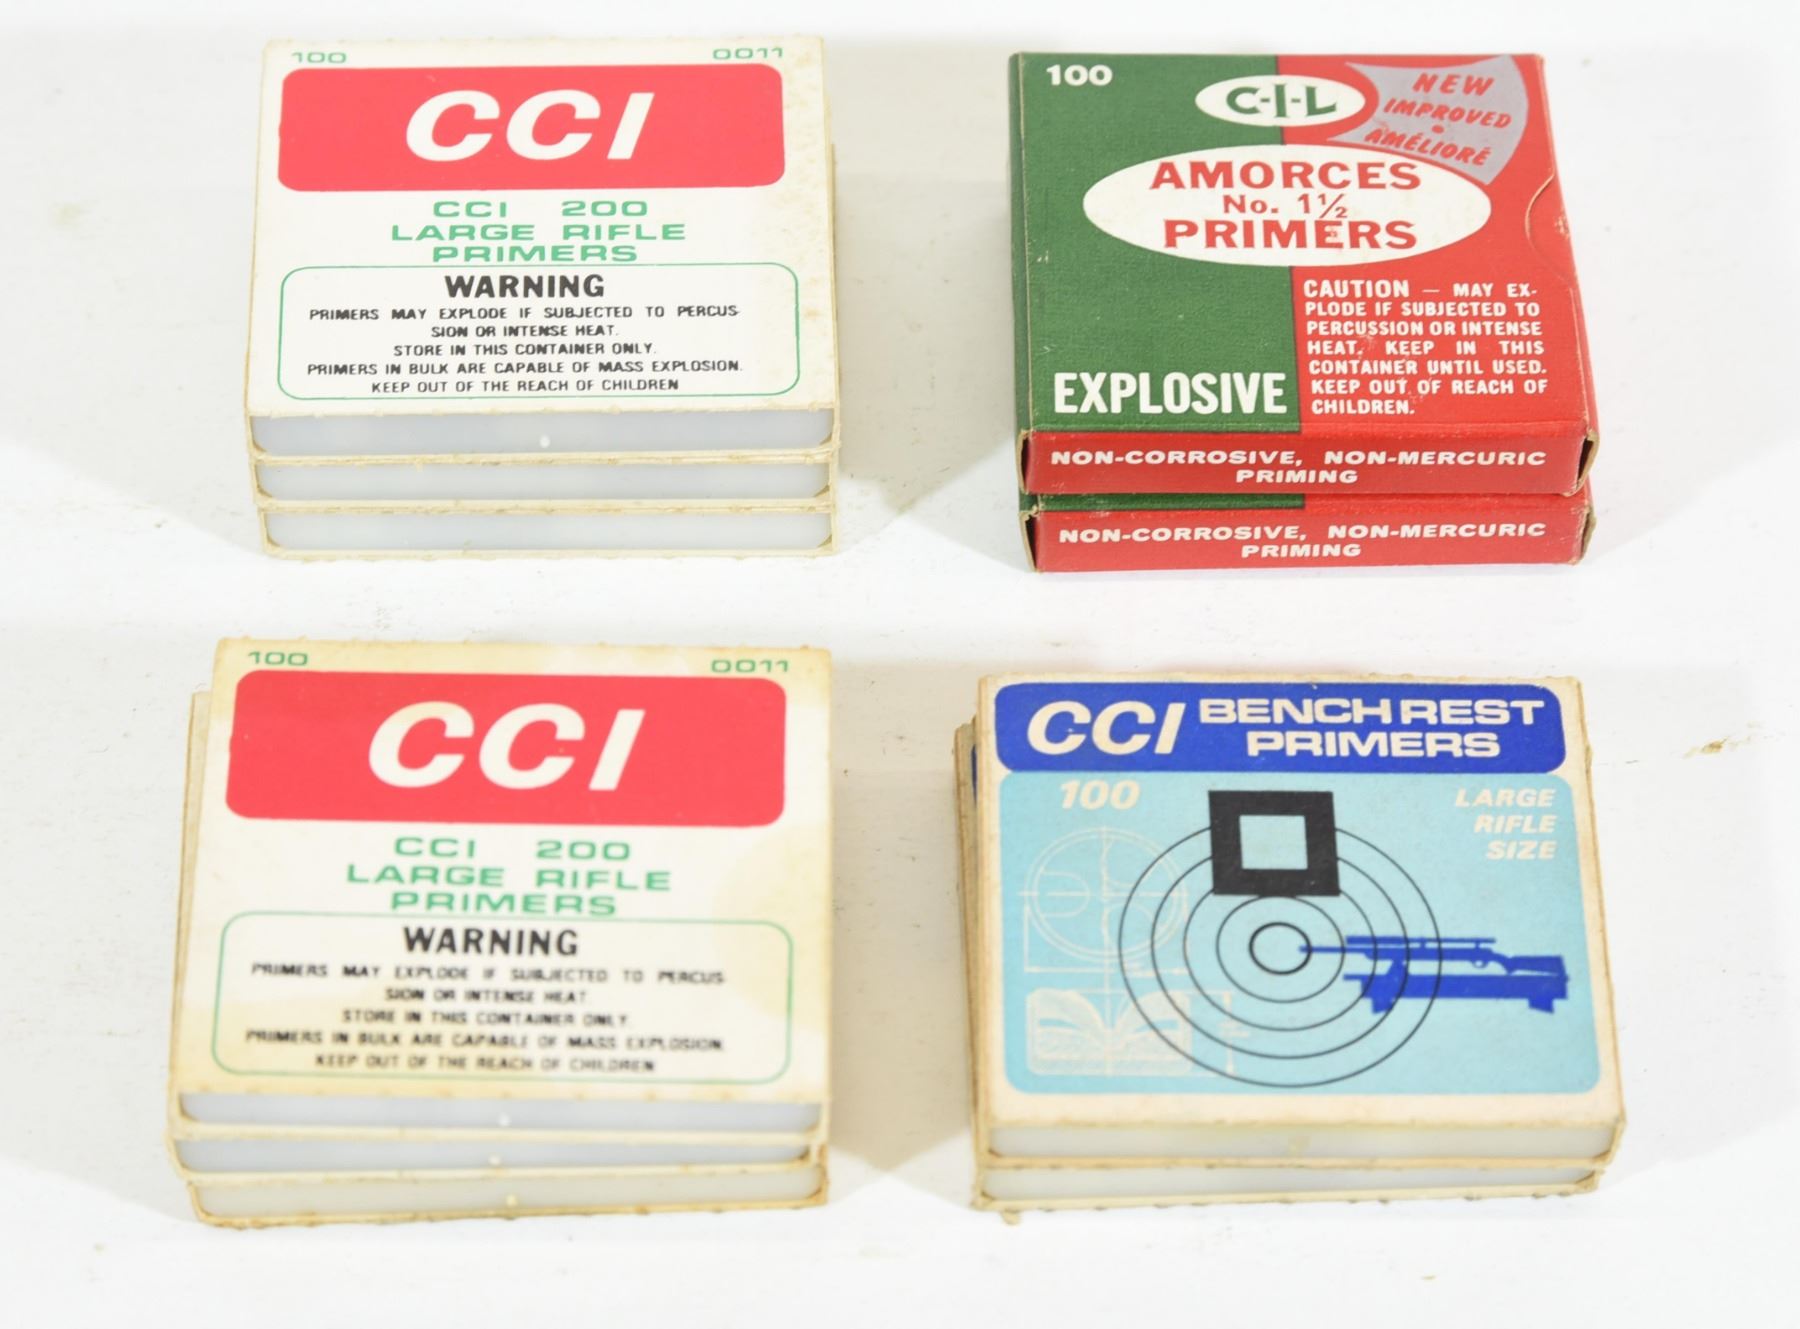 100 0011
CCI
CCI 200
LARGE RIFLE
PRIMERS
WARNING
PRIMERS MAY EXPLODE IF SUBJECTED TO PERCUS-
SION OR INTENSE HEAT.
STORE IN THIS CONTAINER ONLY.
PRIMERS IN BULK ARE CAPABLE OF MASS EXPLOSION.
KEEP OUT OF THE REACH OF CHILDREN
100
C-I-L
NEW
IMPROVED
AMÉLIORÉ
AMORCES
No. 1½
PRIMERS
CAUTION — MAY EX-
PLODE IF SUBJECTED TO
PERCUSSION OR INTENSE
HEAT. KEEP IN THIS
CONTAINER UNTIL USED.
KEEP OUT OF REACH OF
CHILDREN.
EXPLOSIVE
NON-CORROSIVE, NON-MERCURIC
PRIMING
NON-CORROSIVE, NON-MERCURIC
PRIMING
100 0011
CCI
CCI 200
LARGE RIFLE
PRIMERS
WARNING
PRIMERS MAY EXPLODE IF SUBJECTED TO PERCUS-
SION OR INTENSE HEAT.
STORE IN THIS CONTAINER ONLY.
PRIMERS IN BULK ARE CAPABLE OF MASS EXPLOSION.
KEEP OUT OF THE REACH OF CHILDREN
CCI BENCH REST
PRIMERS
100
LARGE
RIFLE
SIZE